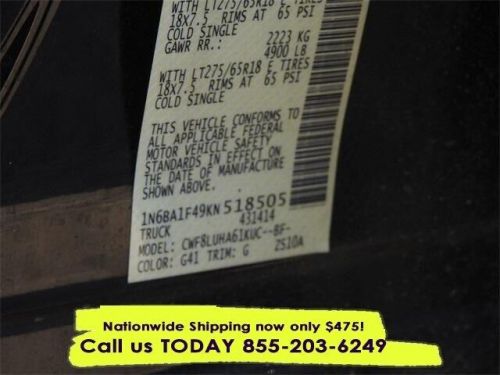 WITH LT275/65R18 E TIRES
18X7.5 RIMS AT 65 PSI
COLD SINGLE
GAWR RR.: 2223 KG
4900 LB
WITH LT275/65R18 E TIRES
18X7.5 RIMS AT 65 PSI
COLD SINGLE
THIS VEHICLE CONFORMS TO
ALL APPLICABLE FEDERAL
MOTOR VEHICLE SAFETY
STANDARDS IN EFFECT ON
THE DATE OF MANUFACTURE
SHOWN ABOVE.
1N6BA1F49KN518505
TRUCK 431414
MODEL: CWF8LUHA61KUC--BF-
COLOR: G41 TRIM: G ZS10A
Nationwide Shipping now only $475!
Call us TODAY 855-203-6249